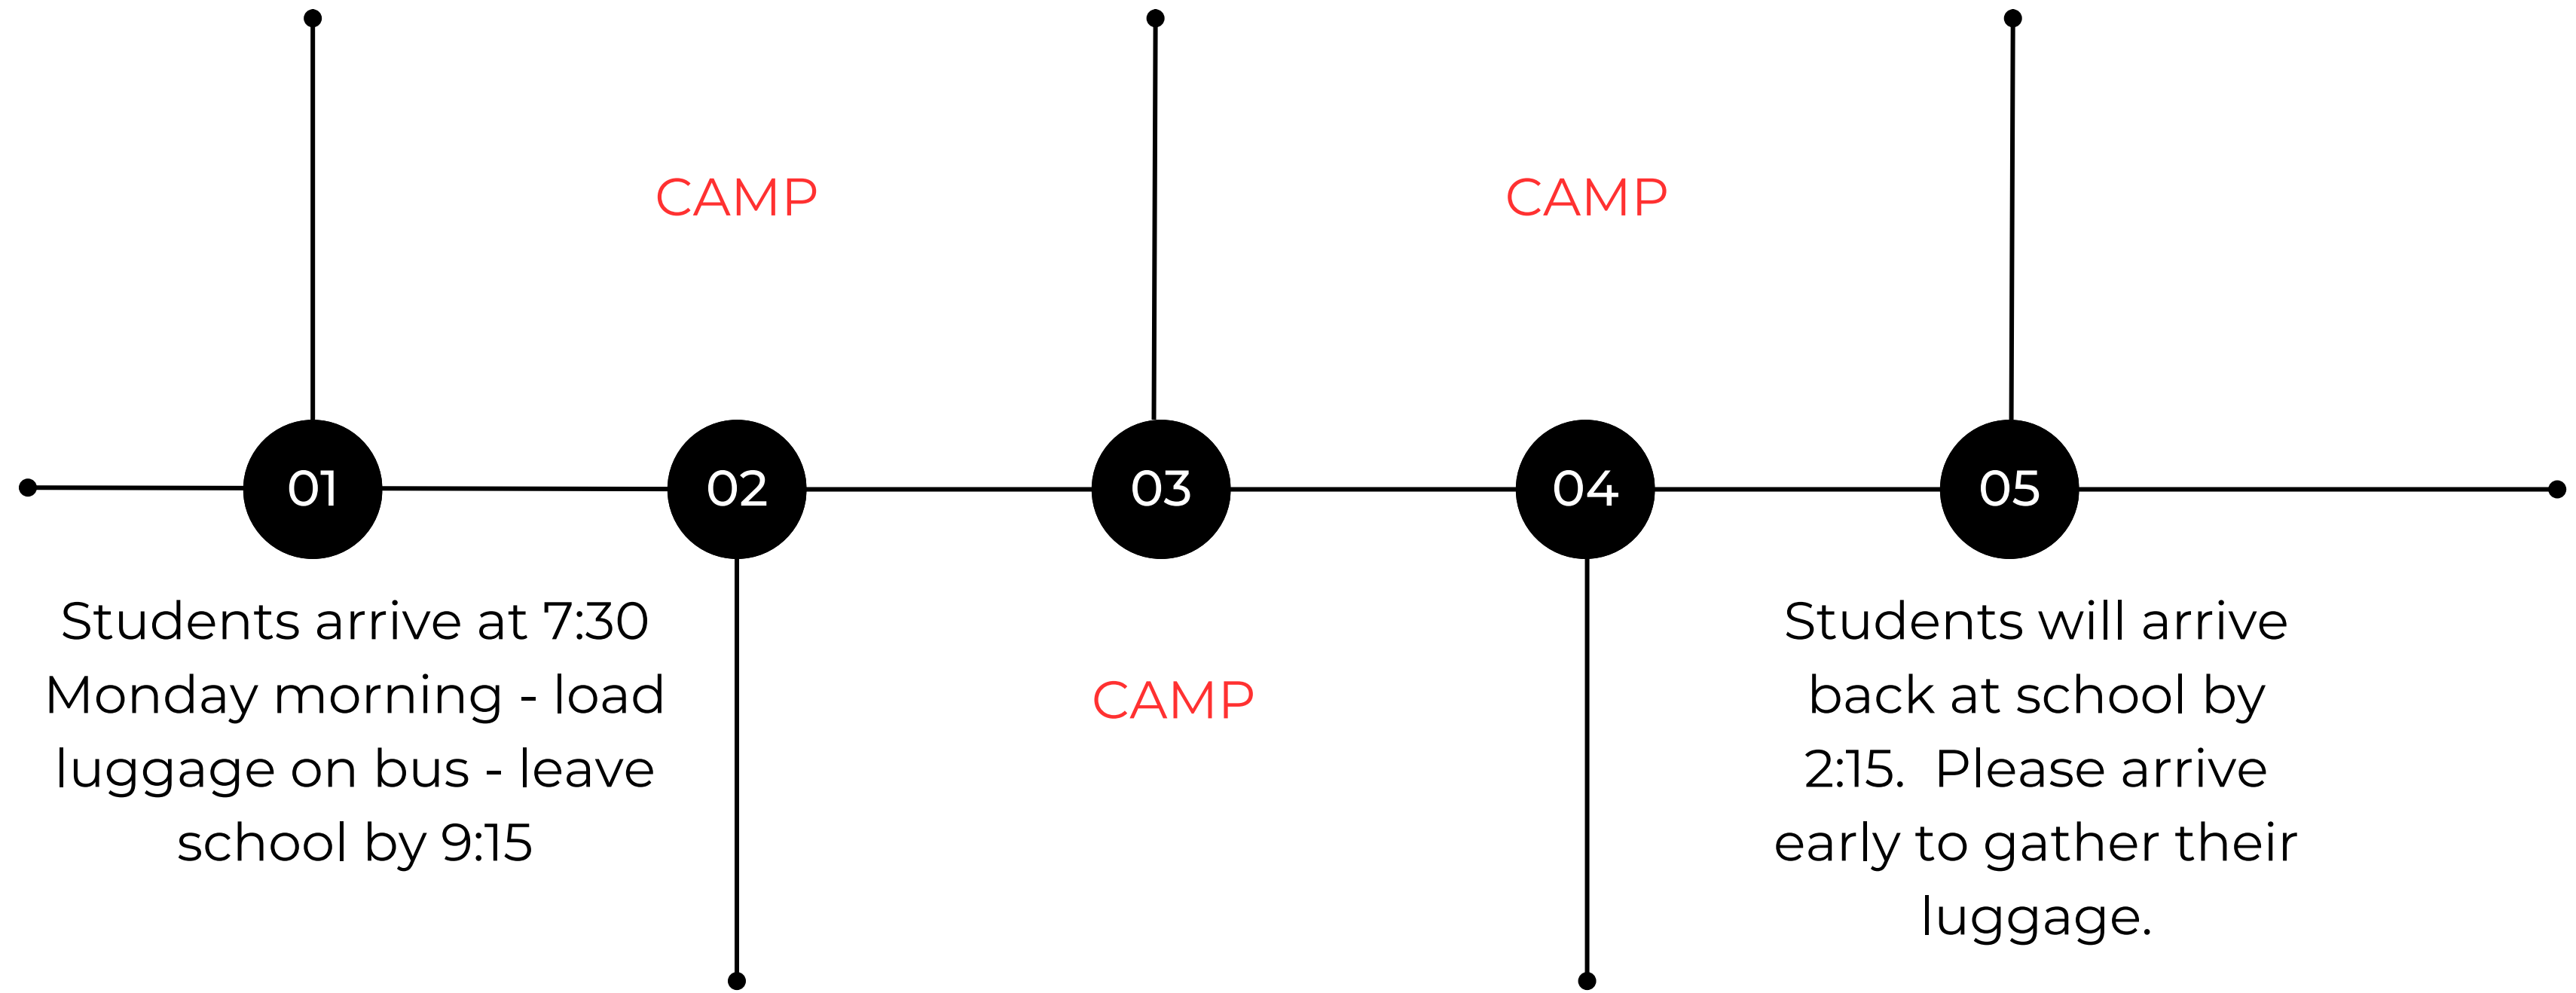 CAMP
CAMP
01
02
03
04
05
Students arrive at 7:30
Monday morning - load
luggage on bus - leave
school by 9:15
CAMP
Students will arrive
back at school by
2:15.  Please arrive
early to gather their
luggage.